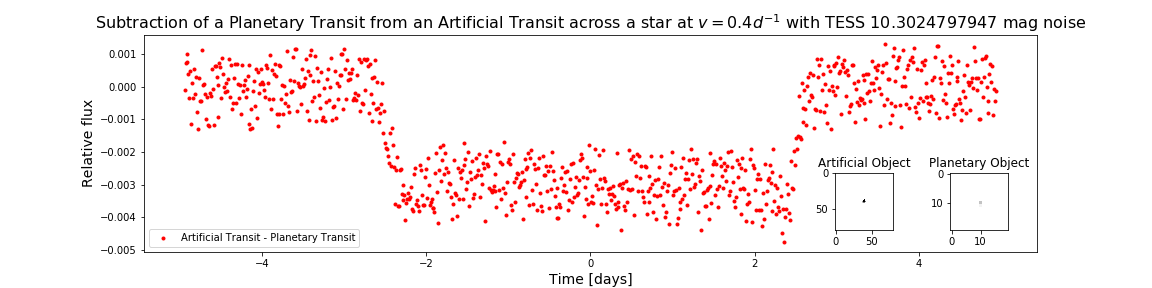 Subtraction of a Planetary Transit from an Artificial Transit across a star at v = 0.4d⁻¹ with TESS 10.3024797947 mag noise
Relative flux
0.001
0.000
−0.001
−0.002
−0.003
−0.004
−0.005
Artificial Transit - Planetary Transit
Artificial Object
0
50
0 50
Planetary Object
0
10
0 10
−4 −2 0 2 4
Time [days]